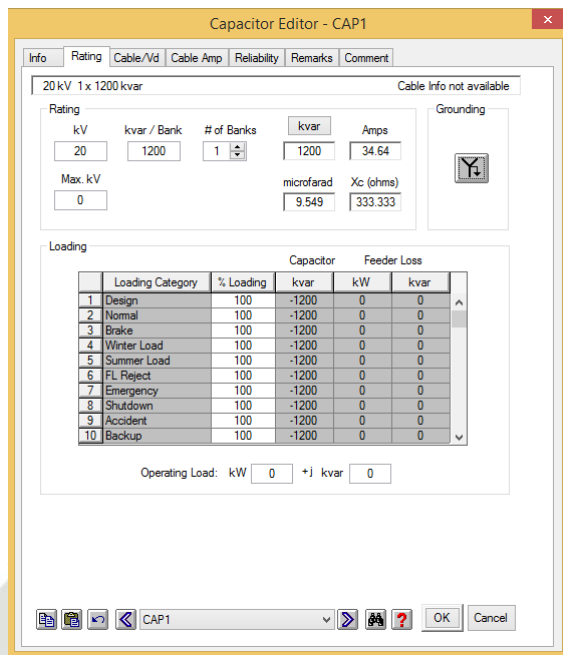 Capacitor Editor - CAP1
Info Rating Cable/Vd Cable Amp Reliability Remarks Comment
20 kV 1 x 1200 kvar Cable Info not available
Rating Grounding
kV kvar / Bank # of Banks kvar Amps
20 1200 1 1200 34.64
Max. kV microfarad Xc (ohms)
0 9.549 333.333
Loading
Capacitor Feeder Loss
Loading Category % Loading kvar kW kvar
1 Design 100 -1200 0 0
2 Normal 100 -1200 0 0
3 Brake 100 -1200 0 0
4 Winter Load 100 -1200 0 0
5 Summer Load 100 -1200 0 0
6 FL Reject 100 -1200 0 0
7 Emergency 100 -1200 0 0
8 Shutdown 100 -1200 0 0
9 Accident 100 -1200 0 0
10 Backup 100 -1200 0 0
Operating Load: kW 0 +j kvar 0
CAP1 ? OK Cancel